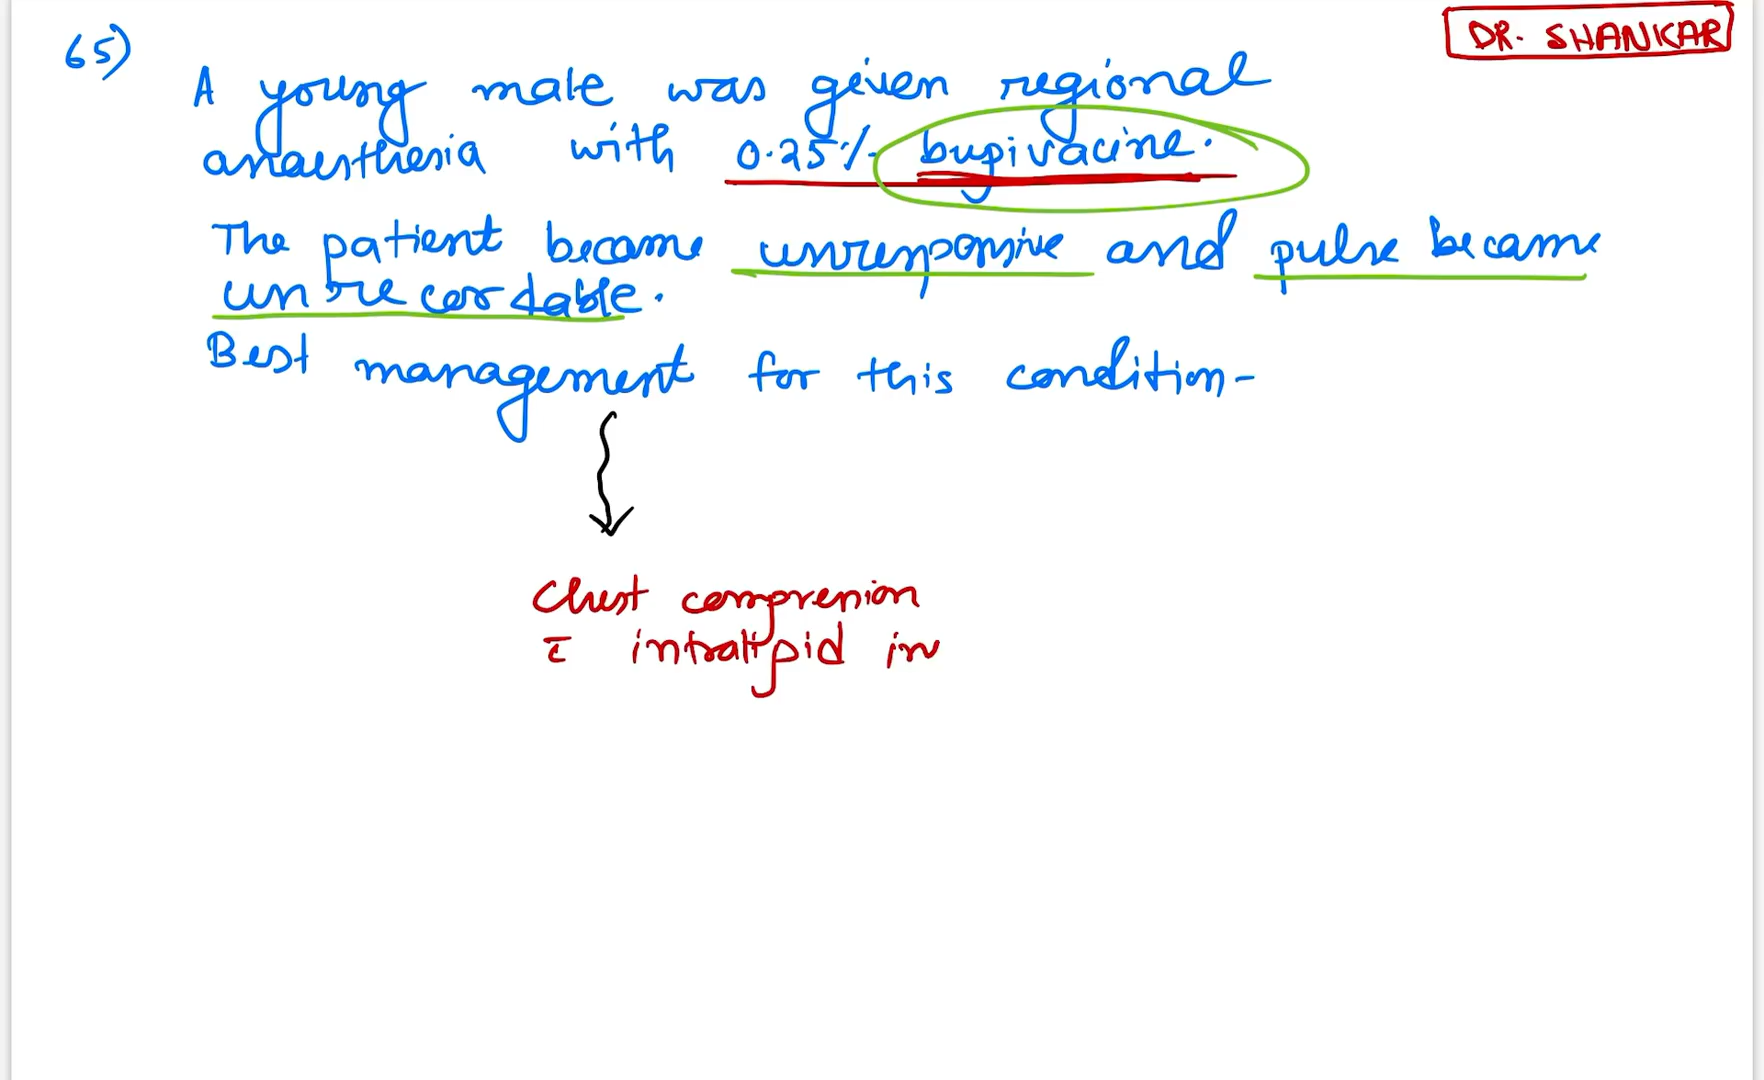 65)
DR. SHANKAR
A young male was given regional
anaesthesia with 0.25% bupivacine.
The patient became unresponsive and pulse became
unrecordable.
Best management for this condition-
Chest compression
c̄ intralipid inv